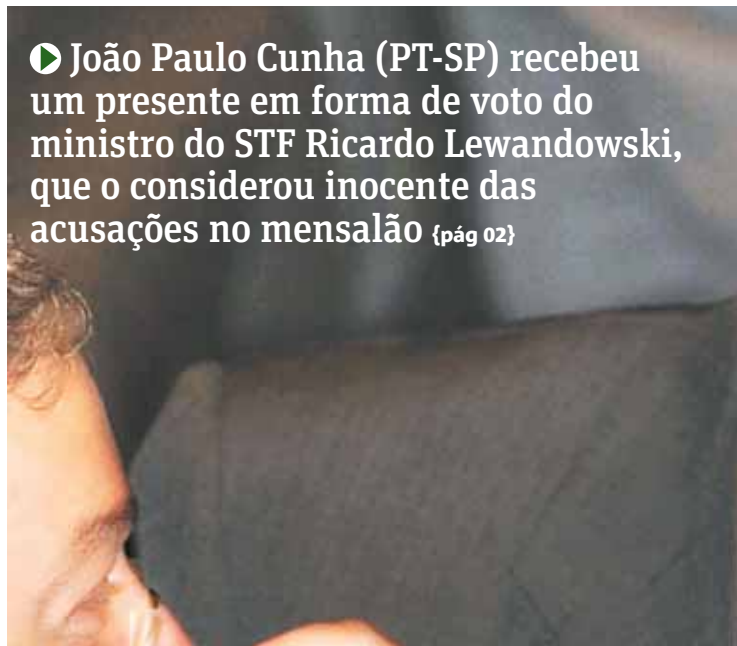 João Paulo Cunha (PT-SP) recebeu
um presente em forma de voto do
ministro do STF Ricardo Lewandowski,
que o considerou inocente das
acusações no mensalão {pág 02}